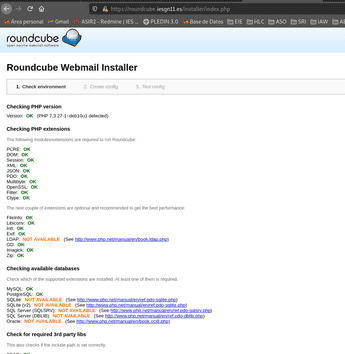 https://roundcube.iesgn11.es/installer/index.php
Área personal
Gmail
ASIR2 - Redmine | IES ...
PLEDIN 3.0
Base de Datos
EIE
HLC
ASO
SRI
IAW
roundcube
open source webmail software
Roundcube Webmail Installer
1. Check environment 2. Create config 3. Test config
Checking PHP version
Version: OK (PHP 7.3.27-1~deb10u1 detected)
Checking PHP extensions
The following modules/extensions are required to run Roundcube:
PCRE: OK
DOM: OK
Session: OK
XML: OK
JSON: OK
PDO: OK
Multibyte: OK
OpenSSL: OK
Filter: OK
Ctype: OK
The next couple of extensions are optional and recommended to get the best performance:
FileInfo: OK
Libiconv: OK
Intl: OK
Exif: OK
LDAP: NOT AVAILABLE (See http://www.php.net/manual/en/book.ldap.php)
GD: OK
Imagick: OK
Zip: OK
Checking available databases
Check which of the supported extensions are installed. At least one of them is required.
MySQL: OK
PostgreSQL: OK
SQLite: NOT AVAILABLE (See http://www.php.net/manual/en/ref.pdo-sqlite.php)
SQLite (v2): NOT AVAILABLE (See http://www.php.net/manual/en/ref.pdo-sqlite.php)
SQL Server (SQLSRV): NOT AVAILABLE (See http://www.php.net/manual/en/ref.pdo-sqlsrv.php)
SQL Server (DBLIB): NOT AVAILABLE (See http://www.php.net/manual/en/ref.pdo-dblib.php)
Oracle: NOT AVAILABLE (See http://www.php.net/manual/en/book.oci8.php)
Check for required 3rd party libs
This also checks if the include path is set correctly.